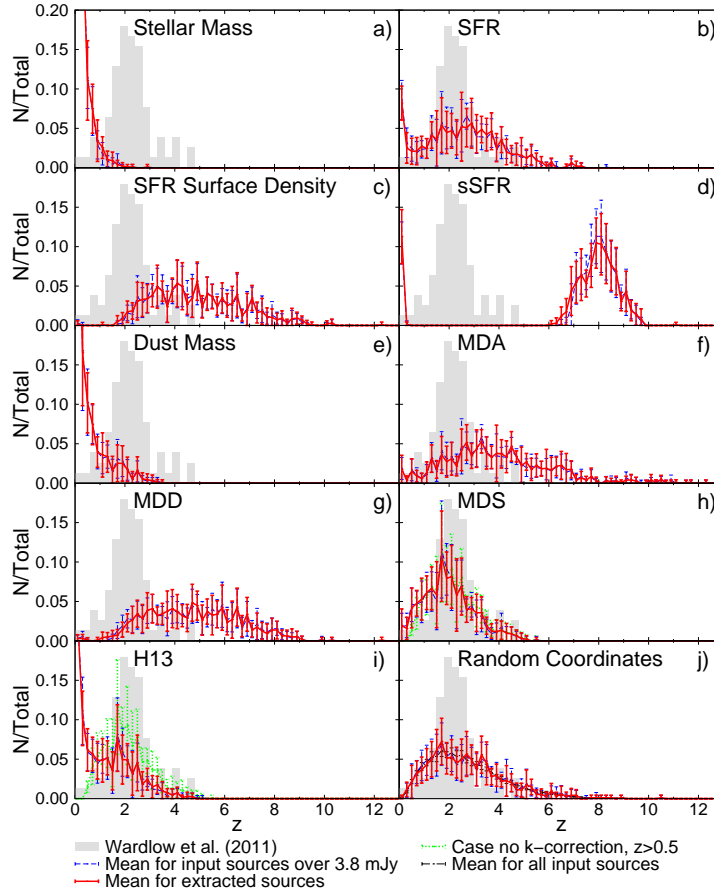 Stellar Mass a) SFR b)
N/Total
0.20
0.15
0.10
0.05
0.00
SFR Surface Density c) sSFR d)
N/Total
0.15
0.10
0.05
0.00
Dust Mass e) MDA f)
N/Total
0.15
0.10
0.05
0.00
MDD g) MDS h)
N/Total
0.15
0.10
0.05
0.00
H13 i) Random Coordinates j)
N/Total
0.15
0.10
0.05
0.00
0 2 4 6 8 10 12 0 2 4 6 8 10 12
z z
Wardlow et al. (2011) Case no k−correction, z>0.5
Mean for input sources over 3.8 mJy Mean for all input sources
Mean for extracted sources